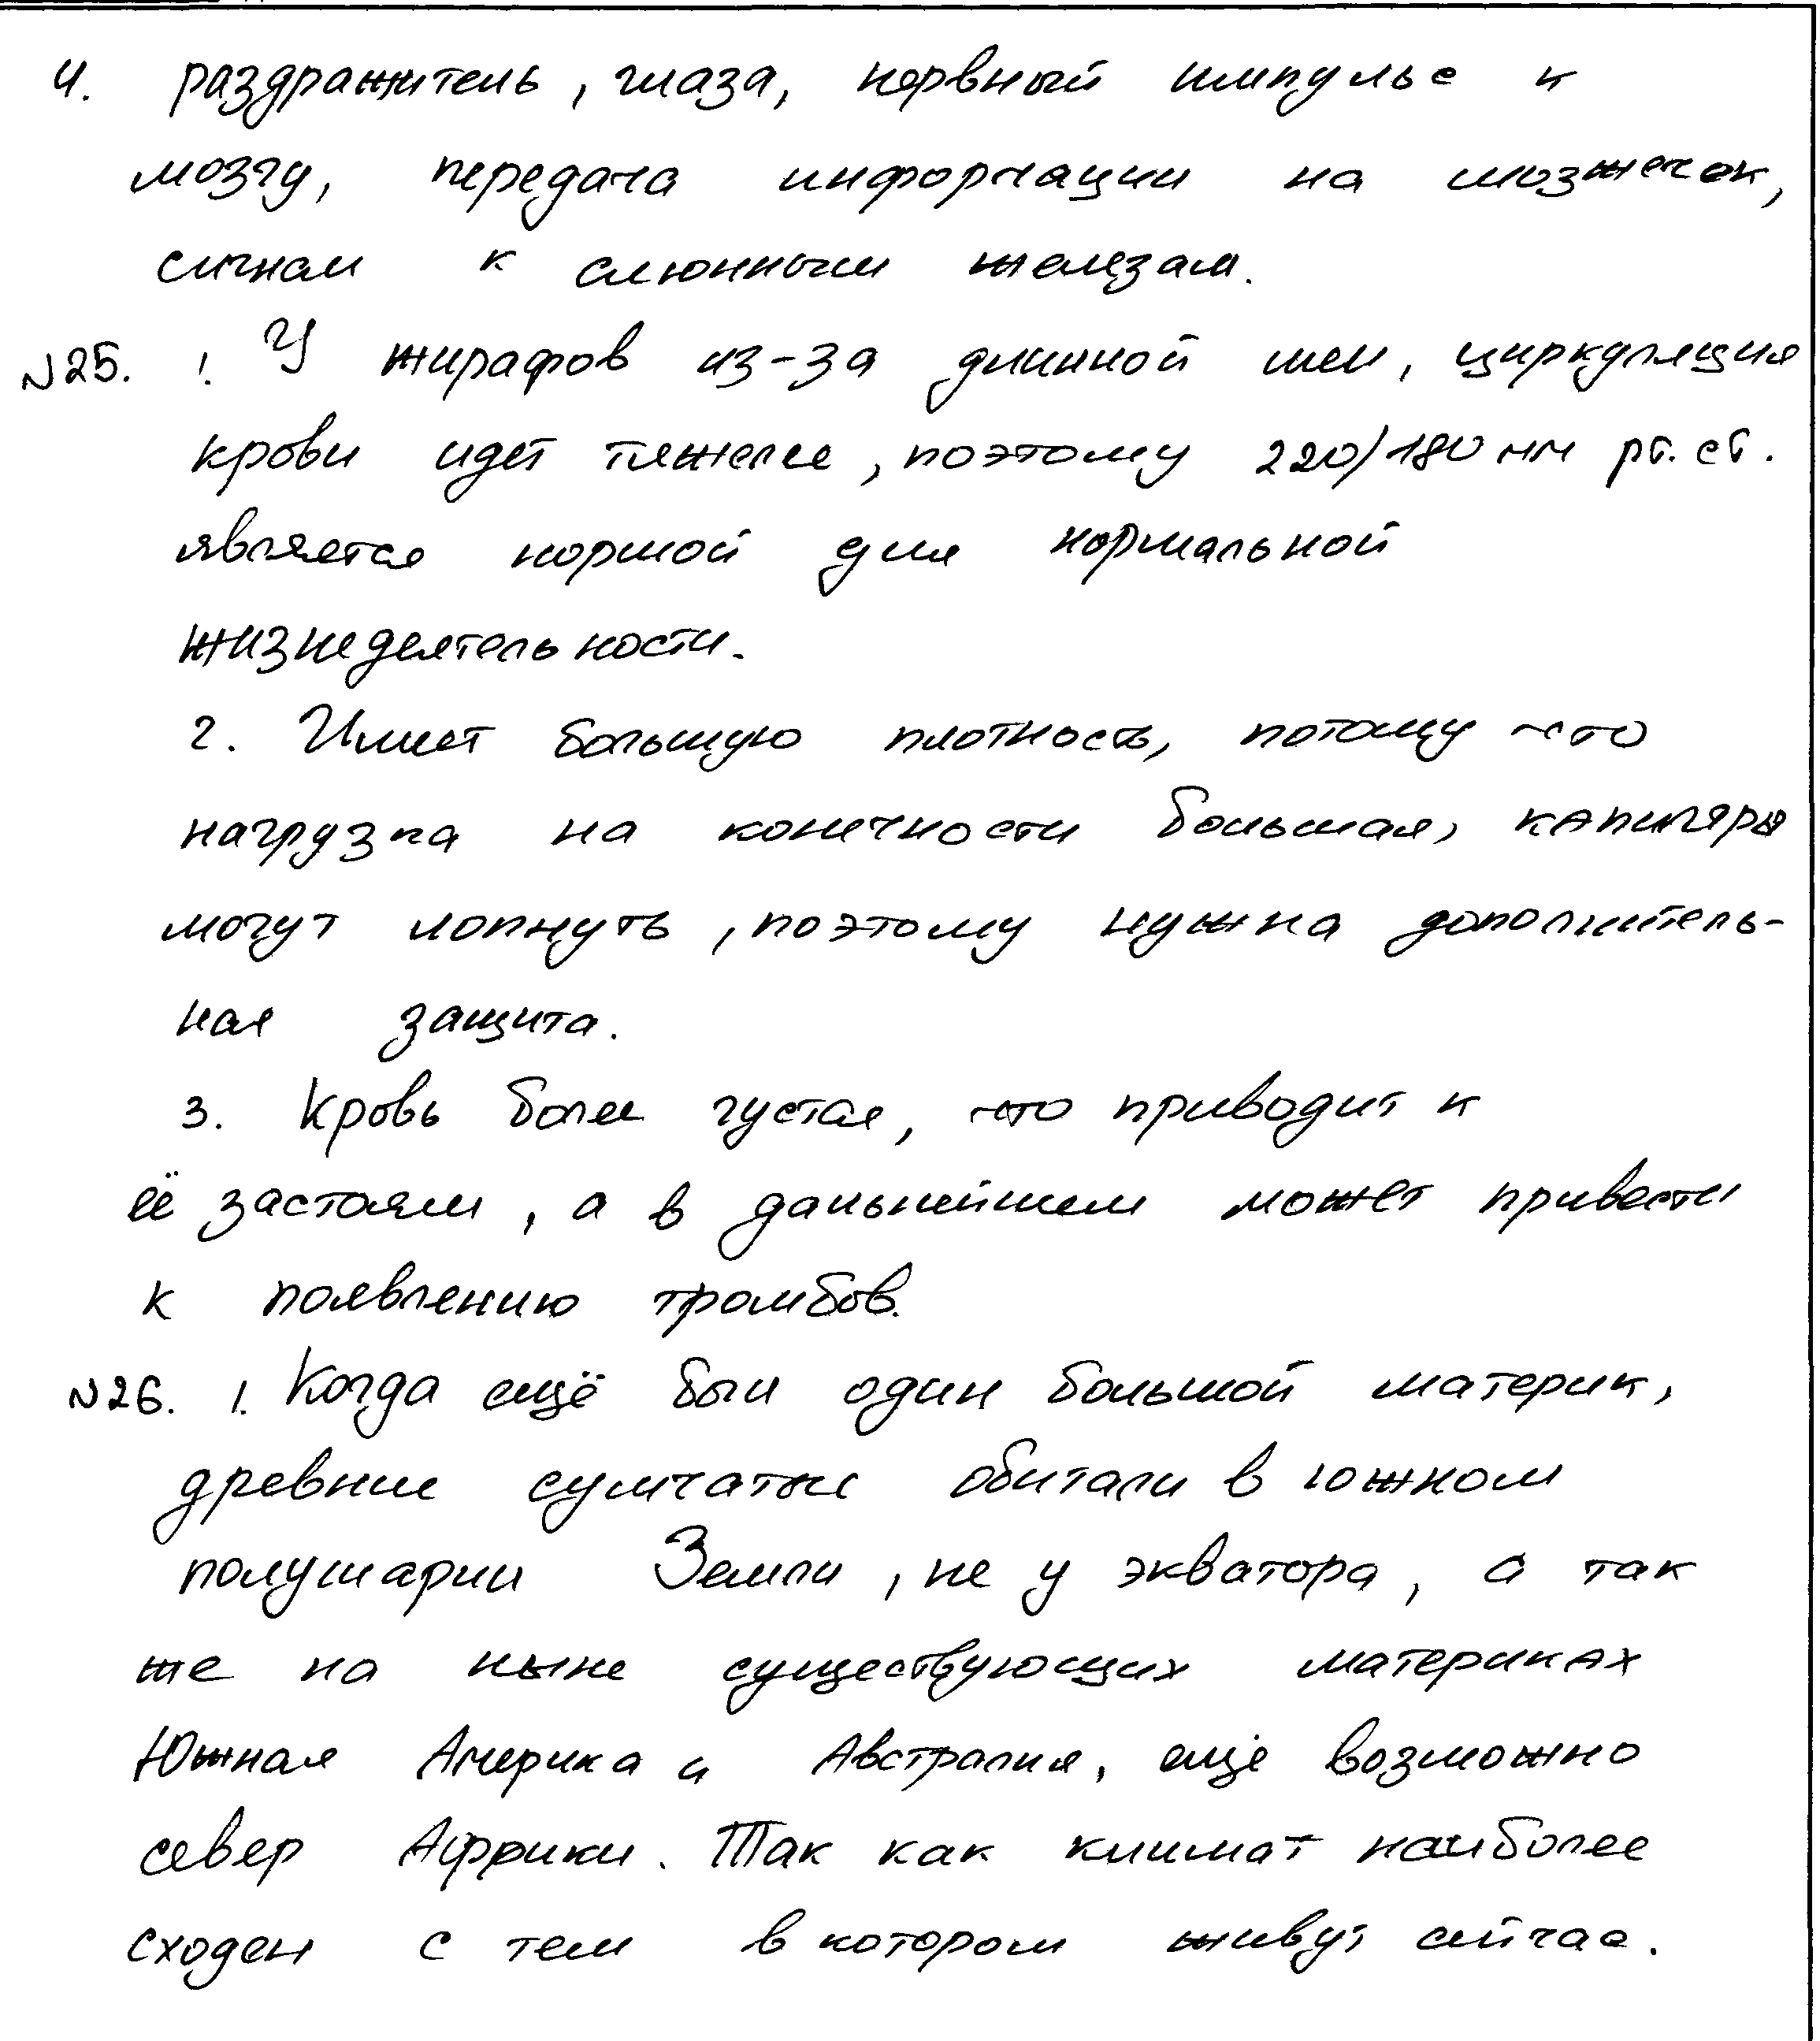 4. раздражитель, глаза, нервный импульс к
мозгу, передача информации на мозжечок,
сигнал к слюнным железам.
№25. 1. У жирафов из-за длинной шеи, циркуляция
крови идет тяжелее, поэтому 220/180 мм рт. ст.
является нормой для нормальной
жизнедеятельности.
2. Имеет большую плотность, потому что
нагрузка на конечности большая, капиляры
могут лопнуть, поэтому нужна дополнитель-
ная защита.
3. Кровь более густая, что приводит к
её застоям, а в дальнейшем может привести
к появлению тромбов.
№26. 1. Когда ещё был один большой материк,
древние сумчатые обитали в южном
полушарии Земли, не у экватора, а так
же на ныне существующих материках
Южная Америка и Австралия, ещё возможно
север Африки. Так как климат наиболее
сходен с тем в котором живут сейчас.